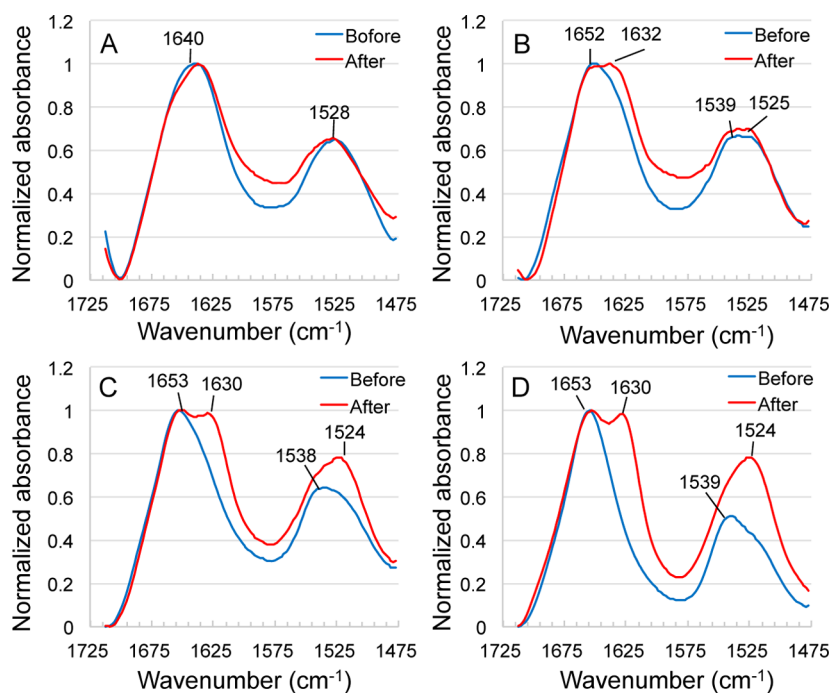 A
1640
Bofore
After
1528
Normalized absorbance
1.2
1
0.8
0.6
0.4
0.2
0
1725 1675 1625 1575 1525 1475
Wavenumber (cm-1)
B
1652 1632
Before
After
1539 1525
Normalized absorbance
1.2
1
0.8
0.6
0.4
0.2
0
1725 1675 1625 1575 1525 1475
Wavenumber (cm-1)
C
1653 1630
Before
After
1538 1524
Normalized absorbance
1.2
1
0.8
0.6
0.4
0.2
0
1725 1675 1625 1575 1525 1475
Wavenumber (cm-1)
D
1653 1630
Before
After
1539 1524
Normalized absorbance
1.2
1
0.8
0.6
0.4
0.2
0
1725 1675 1625 1575 1525 1475
Wavenumber (cm-1)